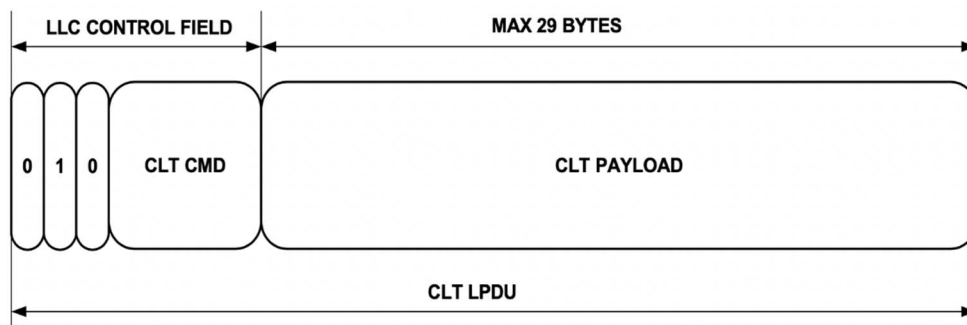 LLC CONTROL FIELD MAX 29 BYTES
0 1 0 CLT CMD CLT PAYLOAD
CLT LPDU